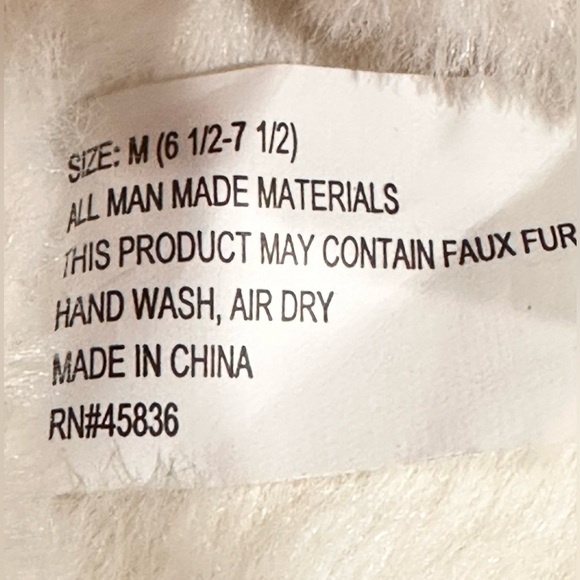 SIZE: M (6 1/2-7 1/2)
ALL MAN MADE MATERIALS
THIS PRODUCT MAY CONTAIN FAUX FUR
HAND WASH, AIR DRY
MADE IN CHINA
RN#45836